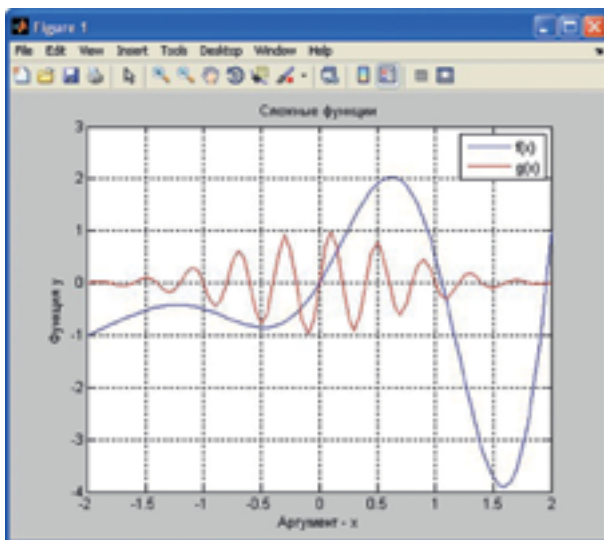 Figure 1
File Edit View Insert Tools Desktop Window Help
Сложные функции
f(x)
g(x)
3
2
1
0
-1
-2
-3
-4
Функция y
-2 -1.5 -1 -0.5 0 0.5 1 1.5 2
Аргумент - x